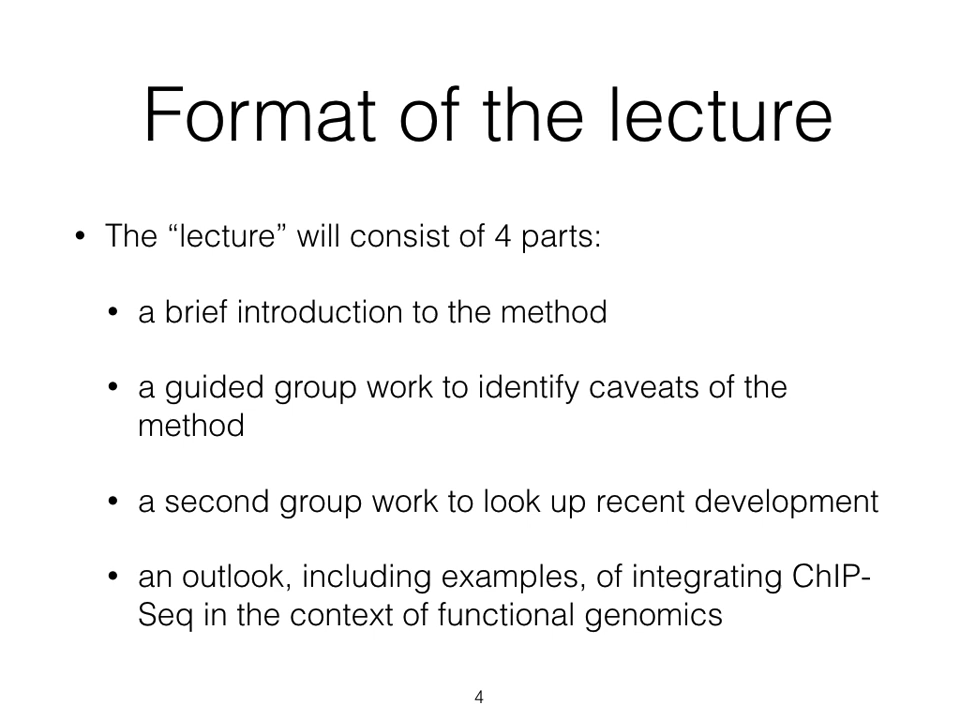 Format of the lecture
• The “lecture” will consist of 4 parts:
• a brief introduction to the method
• a guided group work to identify caveats of the
method
• a second group work to look up recent development
• an outlook, including examples, of integrating ChIP-
Seq in the context of functional genomics
4